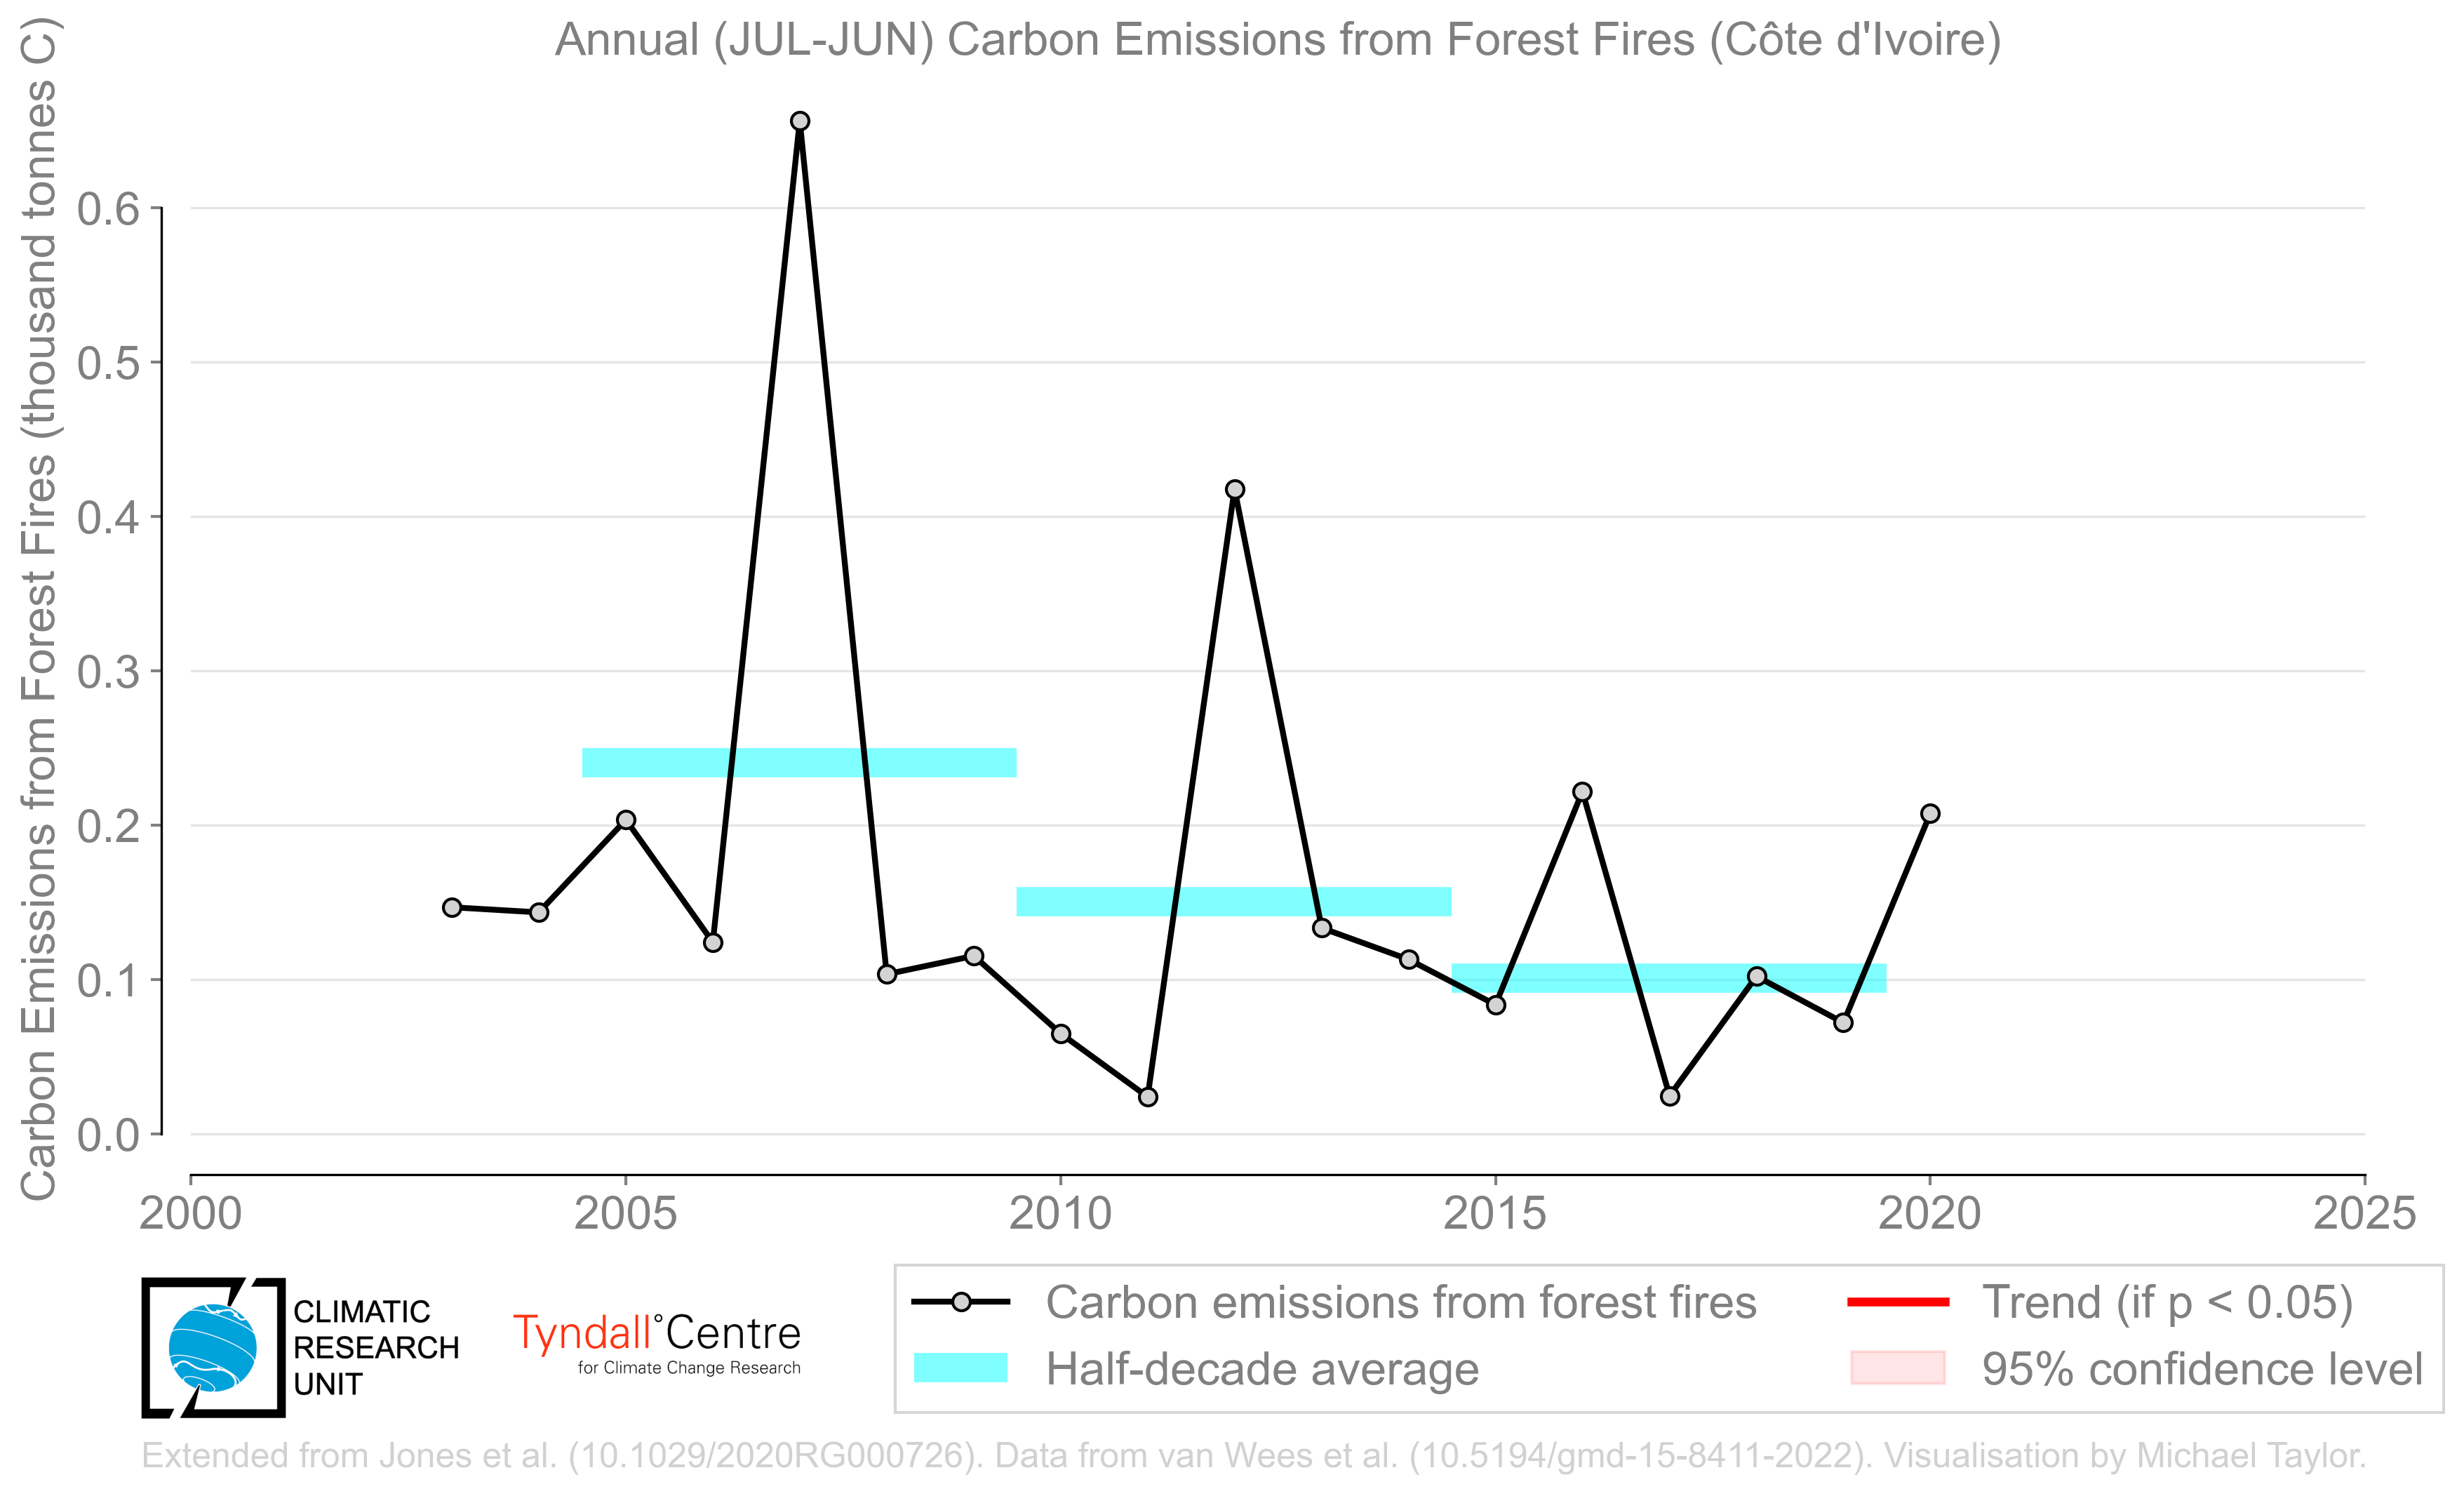 Annual (JUL-JUN) Carbon Emissions from Forest Fires (Côte d'Ivoire)
Carbon Emissions from Forest Fires (thousand tonnes C)
0.6
0.5
0.4
0.3
0.2
0.1
0.0
2000 2005 2010 2015 2020 2025
CLIMATIC
RESEARCH
UNIT
Tyndall°Centre
for Climate Change Research
Carbon emissions from forest fires
Half-decade average
Trend (if p < 0.05)
95% confidence level
Extended from Jones et al. (10.1029/2020RG000726). Data from van Wees et al. (10.5194/gmd-15-8411-2022). Visualisation by Michael Taylor.